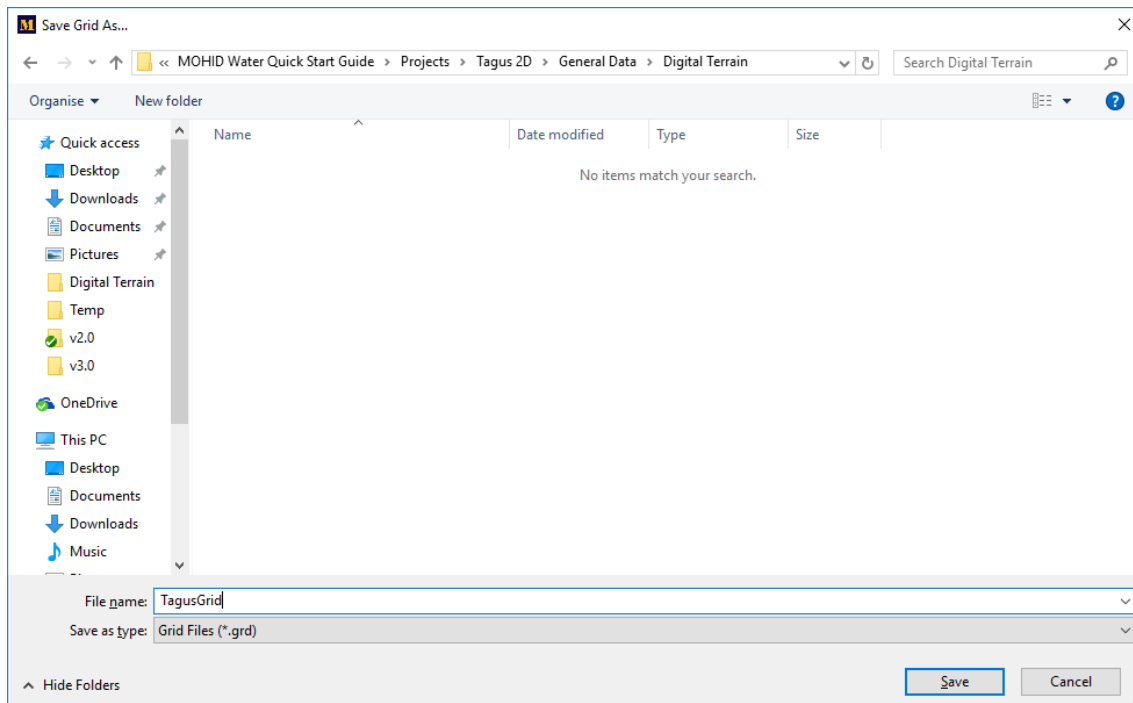 Save Grid As...
« MOHID Water Quick Start Guide › Projects › Tagus 2D › General Data › Digital Terrain
Search Digital Terrain
Organise
New folder
Name
Date modified
Type
Size
No items match your search.
Quick access
Desktop
Downloads
Documents
Pictures
Digital Terrain
Temp
v2.0
v3.0
OneDrive
This PC
Desktop
Documents
Downloads
Music
File name: TagusGrid
Save as type: Grid Files (*.grd)
Hide Folders
Save
Cancel